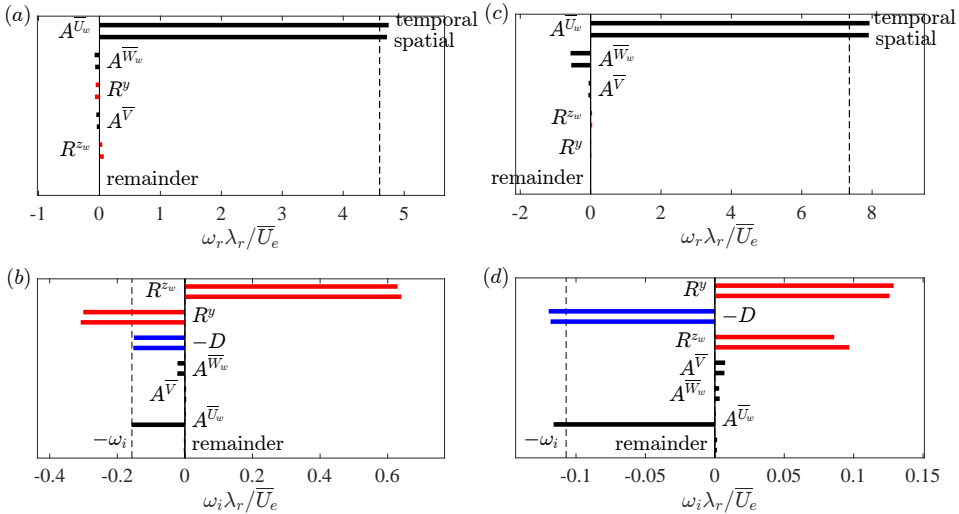 (a)
temporal
A^{\overline{U}_w}
spatial
A^{\overline{W}_w}
R^y
A^{\overline{V}}
R^{z_w}
remainder
-1 0 1 2 3 4 5
ω_r λ_r / \overline{U}_e
(c)
temporal
A^{\overline{U}_w}
spatial
A^{\overline{W}_w}
A^{\overline{V}}
R^{z_w}
R^y
remainder
-2 0 2 4 6 8
ω_r λ_r / \overline{U}_e
(b)
R^{z_w}
R^y
−D
A^{\overline{W}_w}
A^{\overline{V}}
A^{\overline{U}_w}
−ω_i
remainder
-0.4 -0.2 0 0.2 0.4 0.6
ω_i λ_r / \overline{U}_e
(d)
R^y
−D
R^{z_w}
A^{\overline{V}}
A^{\overline{W}_w}
A^{\overline{U}_w}
−ω_i
remainder
-0.1 -0.05 0 0.05 0.1 0.15
ω_i λ_r / \overline{U}_e